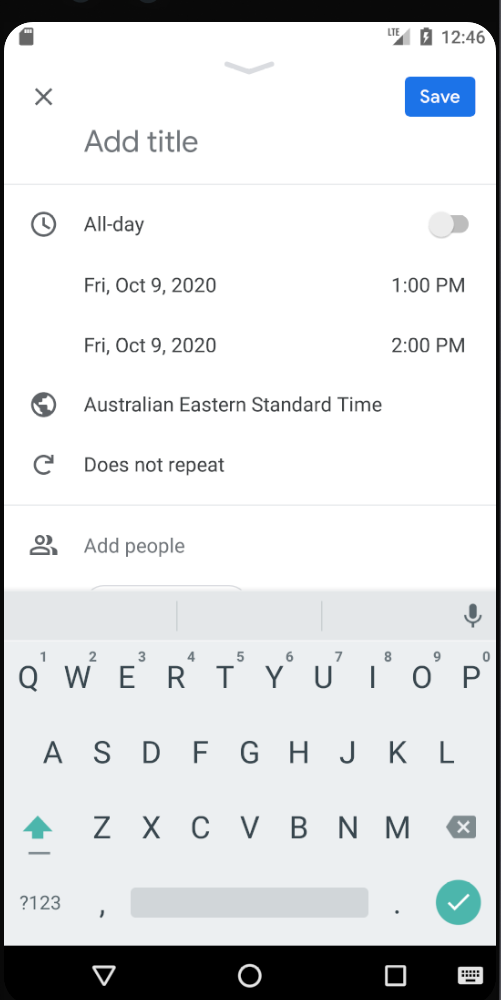 LTE 12:46
Save
Add title
All-day
Fri, Oct 9, 2020 1:00 PM
Fri, Oct 9, 2020 2:00 PM
Australian Eastern Standard Time
Does not repeat
Add people
1 2 3 4 5 6 7 8 9 0
Q W E R T Y U I O P
A S D F G H J K L
Z X C V B N M
?123 , .